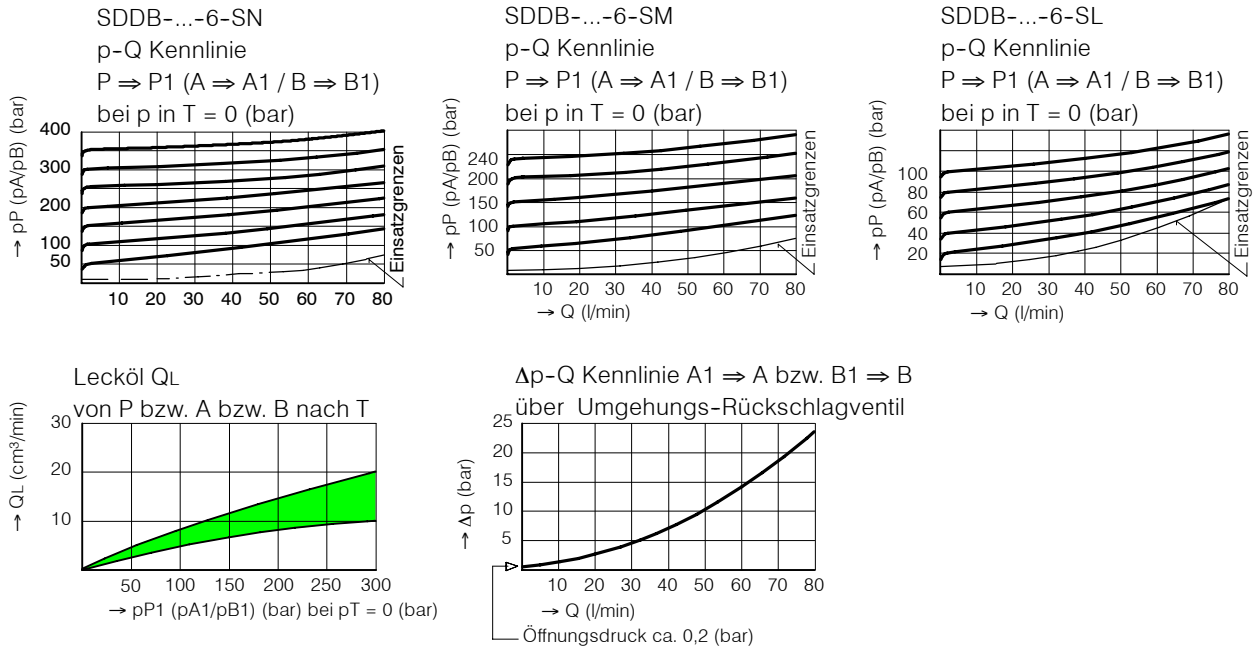 SDDB-...-6-SN
p-Q Kennlinie
P ⇒ P1 (A ⇒ A1 / B ⇒ B1)
bei p in T = 0 (bar)
→ pP (pA/pB) (bar)
400
300
200
100
50
10 20 30 40 50 60 70 80
Einsatzgrenzen
SDDB-...-6-SM
p-Q Kennlinie
P ⇒ P1 (A ⇒ A1 / B ⇒ B1)
bei p in T = 0 (bar)
→ pP (pA/pB) (bar)
240
200
150
100
50
10 20 30 40 50 60 70 80
→ Q (l/min)
Einsatzgrenzen
SDDB-...-6-SL
p-Q Kennlinie
P ⇒ P1 (A ⇒ A1 / B ⇒ B1)
bei p in T = 0 (bar)
→ pP (pA/pB) (bar)
100
80
60
40
20
10 20 30 40 50 60 70 80
→ Q (l/min)
Einsatzgrenzen
Lecköl QL
von P bzw. A bzw. B nach T
→ QL (cm³/min)
30
20
10
50 100 150 200 250 300
→ pP1 (pA1/pB1) (bar) bei pT = 0 (bar)
Δp-Q Kennlinie A1 ⇒ A bzw. B1 ⇒ B
über Umgehungs-Rückschlagventil
→ Δp (bar)
25
20
15
10
5
10 20 30 40 50 60 70 80
→ Q (l/min)
Öffnungsdruck ca. 0,2 (bar)